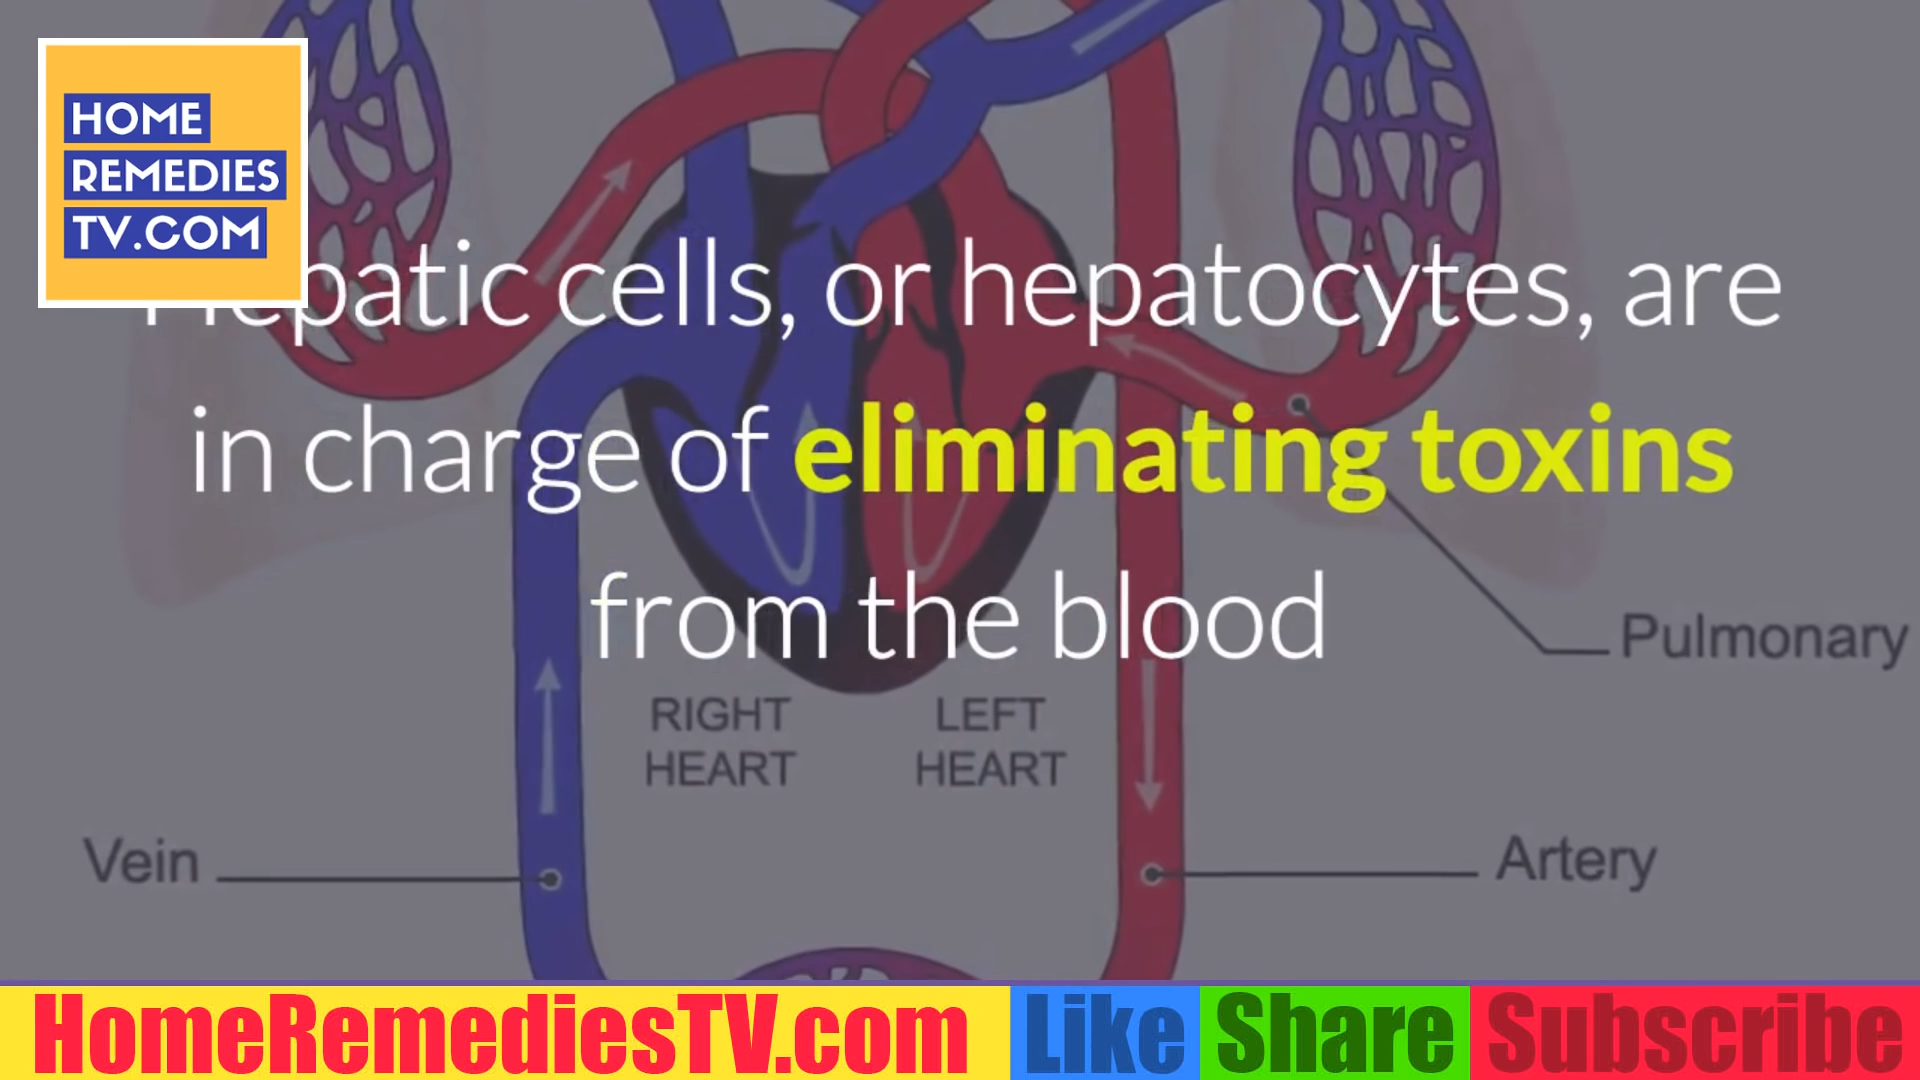 HOME
REMEDIES
TV.COM
Hepatic cells, or hepatocytes, are
in charge of eliminating toxins
from the blood
Pulmonary
RIGHT
HEART
LEFT
HEART
Vein
Artery
HomeRemediesTV.com
Like
Share
Subscribe